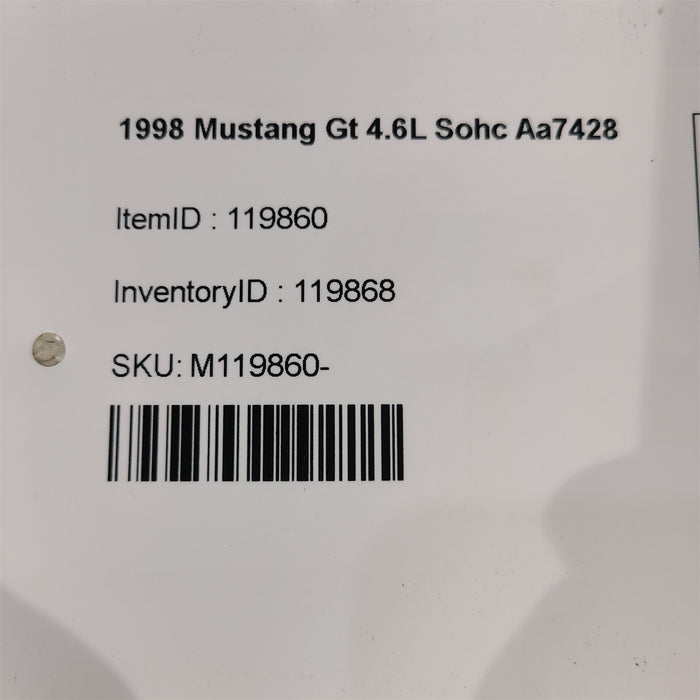 1998 Mustang Gt 4.6L Sohc Aa7428
ItemID : 119860
InventoryID : 119868
SKU: M119860-